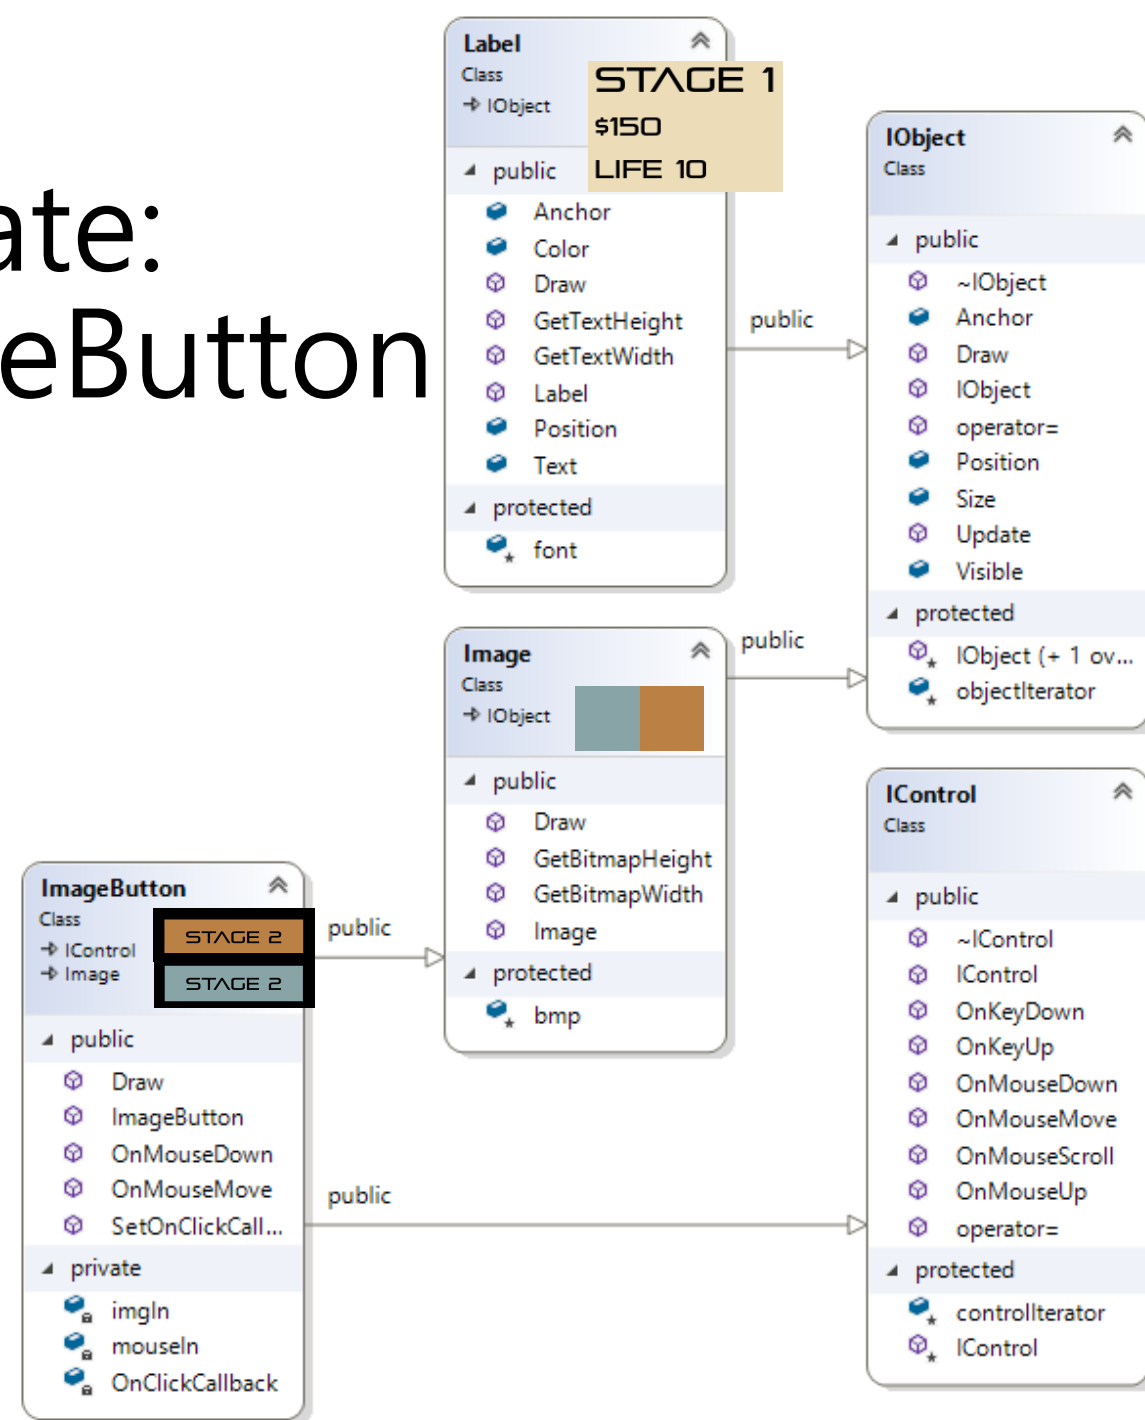 ate:
eButton
Label
Class
IObject
STAGE 1
$150
LIFE 10
public
Anchor
Color
Draw
GetTextHeight
GetTextWidth
Label
Position
Text
protected
font
public
IObject
Class
public
~IObject
Anchor
Draw
IObject
operator=
Position
Size
Update
Visible
protected
IObject (+ 1 ov...
objectIterator
Image
Class
IObject
public
Draw
GetBitmapHeight
GetBitmapWidth
Image
protected
bmp
public
IControl
Class
public
~IControl
IControl
OnKeyDown
OnKeyUp
OnMouseDown
OnMouseMove
OnMouseScroll
OnMouseUp
operator=
protected
controlIterator
IControl
ImageButton
Class
IControl
Image
STAGE 2
STAGE 2
public
Draw
ImageButton
OnMouseDown
OnMouseMove
SetOnClickCall...
private
imgIn
mouseIn
OnClickCallback
public
public